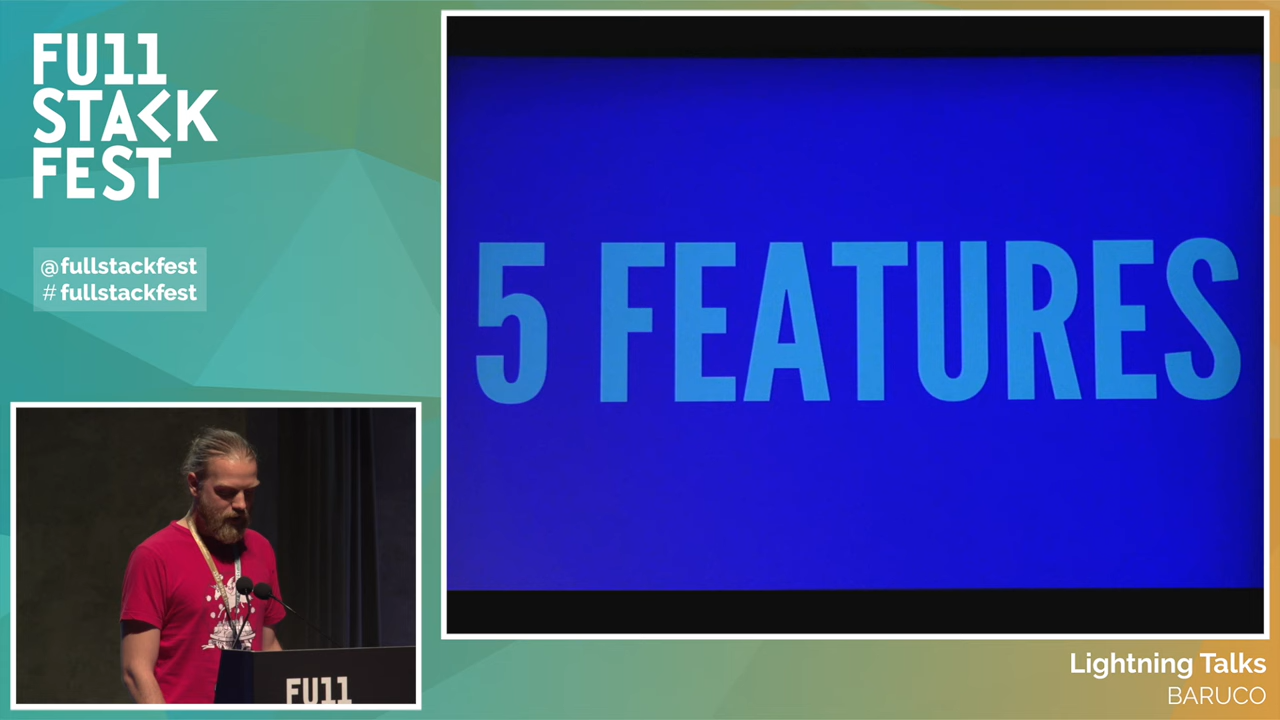 FU11
STACK
FEST
@fullstackfest
# fullstackfest
5 FEATURES
FU11
Lightning Talks
BARUCO